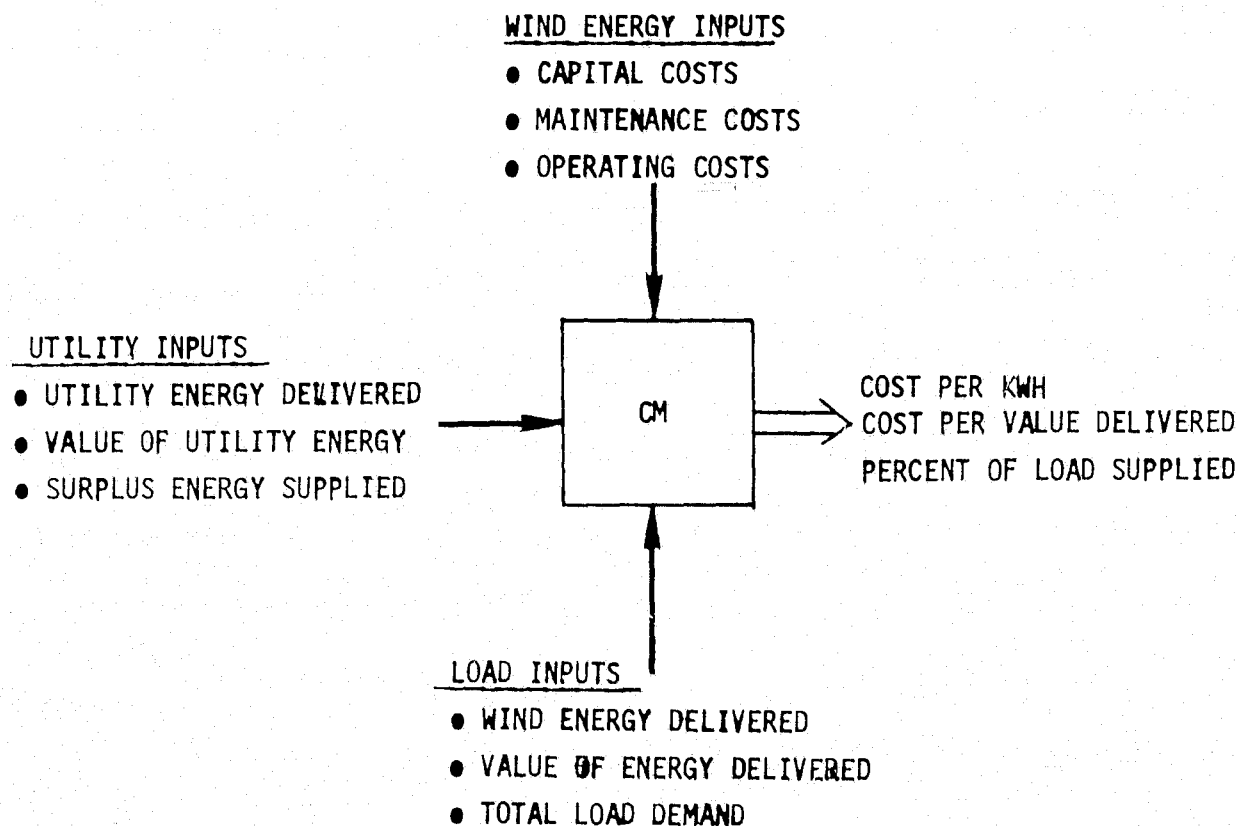 WIND ENERGY INPUTS
● CAPITAL COSTS
● MAINTENANCE COSTS
● OPERATING COSTS
UTILITY INPUTS
● UTILITY ENERGY DELIVERED
● VALUE OF UTILITY ENERGY
● SURPLUS ENERGY SUPPLIED
CM
COST PER KWH
COST PER VALUE DELIVERED
PERCENT OF LOAD SUPPLIED
LOAD INPUTS
● WIND ENERGY DELIVERED
● VALUE OF ENERGY DELIVERED
● TOTAL LOAD DEMAND